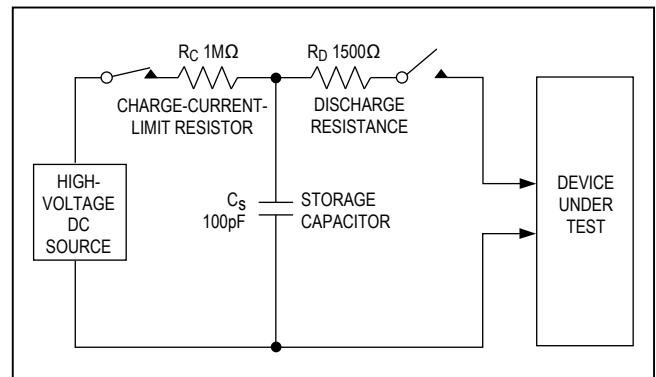 RC 1MΩ
CHARGE-CURRENT-
LIMIT RESISTOR
RD 1500Ω
DISCHARGE
RESISTANCE
HIGH-
VOLTAGE
DC
SOURCE
CS
100pF
STORAGE
CAPACITOR
DEVICE
UNDER
TEST